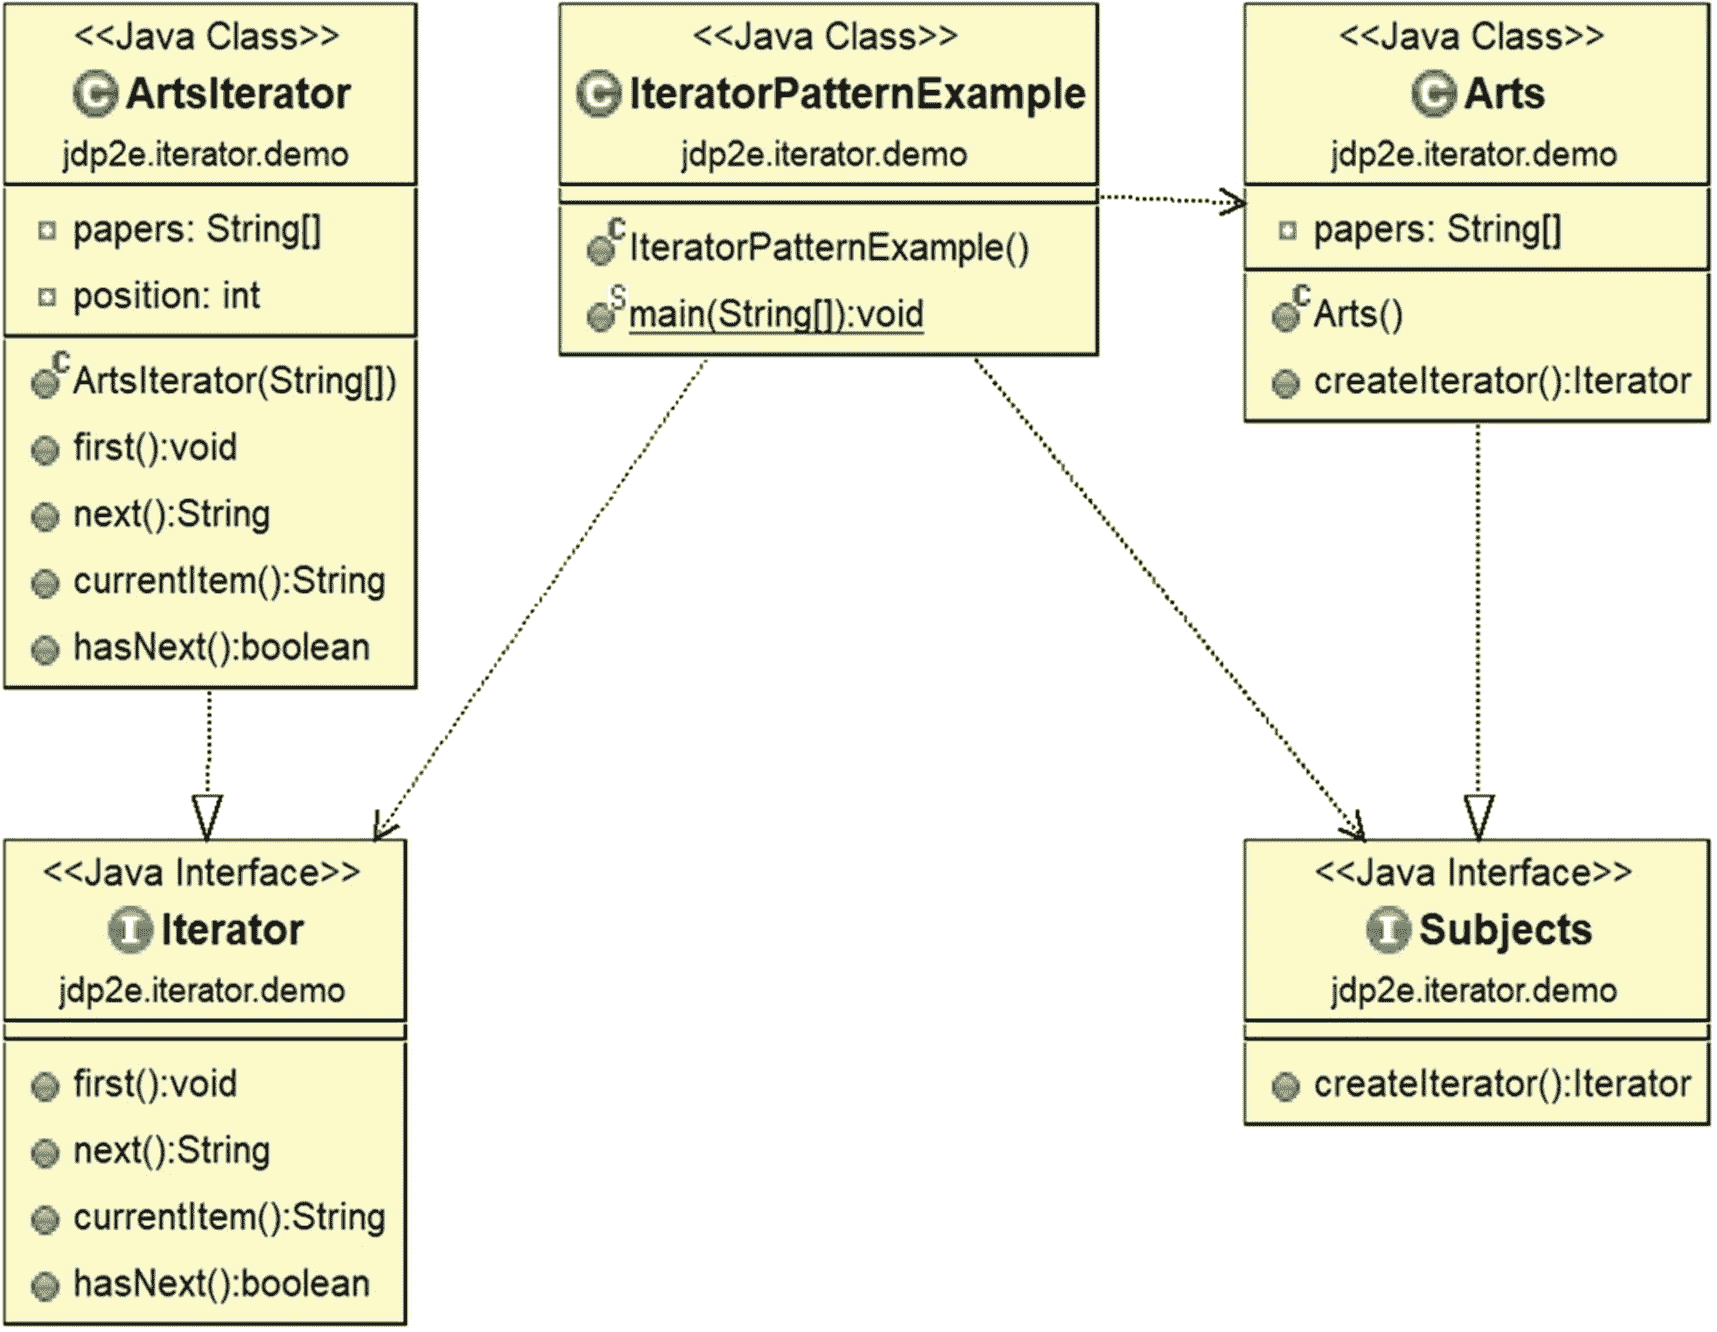 <<Java Class>>
C ArtsIterator
jdp2e.iterator.demo
papers: String[]
position: int
C ArtsIterator(String[])
first():void
next():String
currentItem():String
hasNext():boolean
<<Java Class>>
C IteratorPatternExample
jdp2e.iterator.demo
C IteratorPatternExample()
S main(String[]):void
<<Java Class>>
C Arts
jdp2e.iterator.demo
papers: String[]
C Arts()
createIterator():Iterator
<<Java Interface>>
I Iterator
jdp2e.iterator.demo
first():void
next():String
currentItem():String
hasNext():boolean
<<Java Interface>>
I Subjects
jdp2e.iterator.demo
createIterator():Iterator